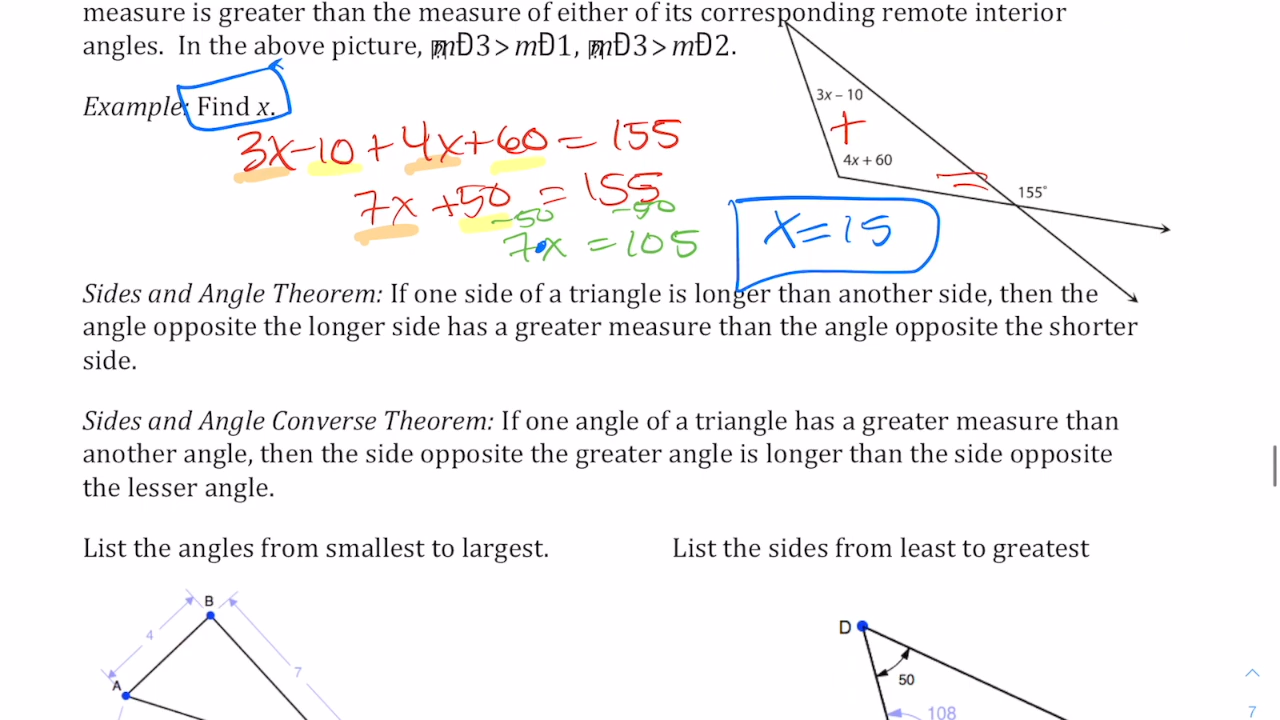 measure is greater than the measure of either of its corresponding remote interior
angles. In the above picture, mÐ3 > mÐ1, mÐ3 > mÐ2.
Example: Find x.
3x-10 + 4x+60 = 155
7x +50 = 155
-50 -50
7•x = 105
x = 15
3x – 10
+
4x + 60
=
155°
Sides and Angle Theorem: If one side of a triangle is longer than another side, then the
angle opposite the longer side has a greater measure than the angle opposite the shorter
side.
Sides and Angle Converse Theorem: If one angle of a triangle has a greater measure than
another angle, then the side opposite the greater angle is longer than the side opposite
the lesser angle.
List the angles from smallest to largest.
List the sides from least to greatest
B
4
7
A
D
50
108
7